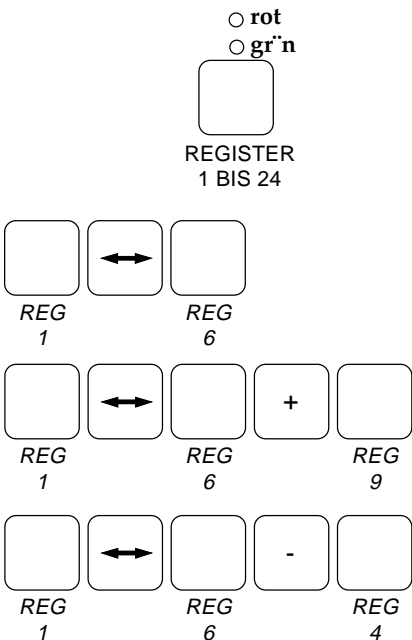 rot
gr¨n
REGISTER
1 BIS 24
REG REG
1 6
+
REG REG REG
1 6 9
-
REG REG REG
1 6 4